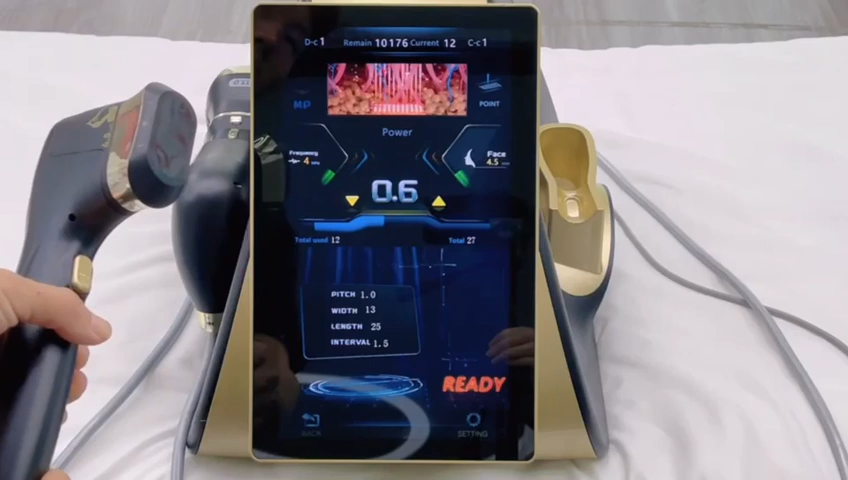 D-c 1 Remain 10176 Current 12 C-c 1
MP
POINT
Power
Frequency
4
Face
4.5 mm
0.6
Total used 12 Total 27
PITCH 1.0
WIDTH 13
LENGTH 25
INTERVAL 1.5
READY
BACK
SETTING